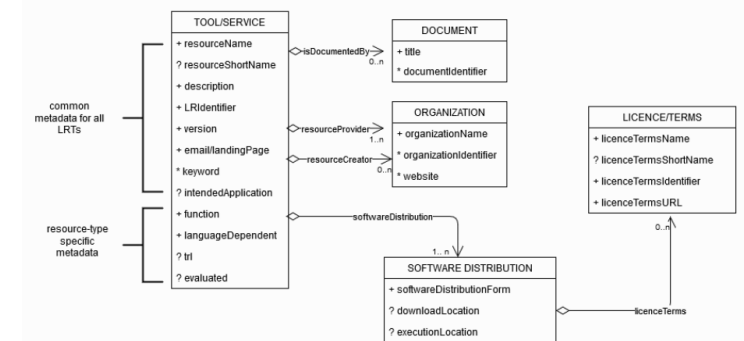 TOOL/SERVICE
+ resourceName
? resourceShortName
+ description
+ LRIdentifier
+ version
+ email/landingPage
* keyword
? intendedApplication
+ function
+ languageDependent
? trl
? evaluated
common
metadata for all
LRTs
resource-type
specific
metadata
isDocumentedBy
0..n
DOCUMENT
+ title
* documentIdentifier
resourceProvider
1..n
resourceCreator
0..n
ORGANIZATION
+ organizationName
* organizationIdentifier
* website
softwareDistribution
1.. n
SOFTWARE DISTRIBUTION
+ softwareDistributionForm
? downloadLocation
? executionLocation
licenceTerms
0..n
LICENCE/TERMS
+ licenceTermsName
? licenceTermsShortName
+ licenceTermsIdentifier
+ licenceTermsURL